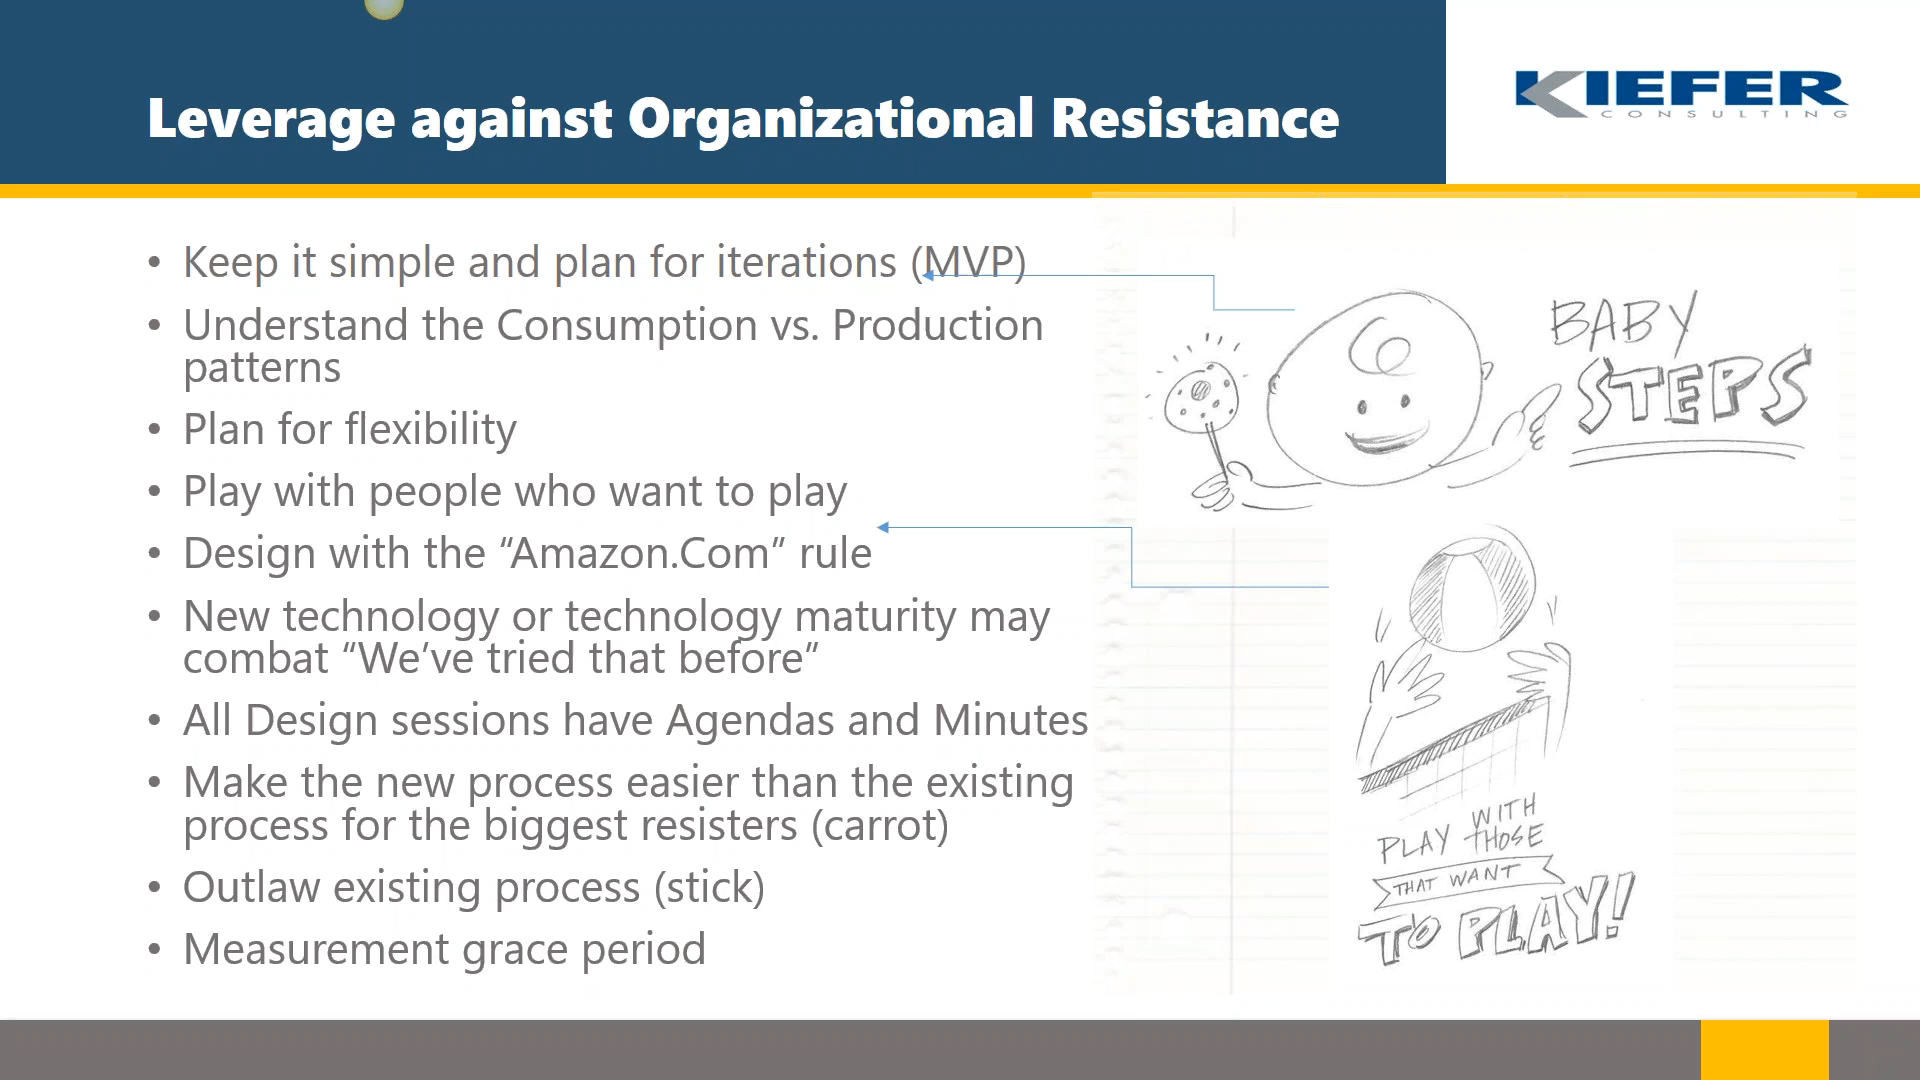 Leverage against Organizational Resistance
KIEFER
CONSULTING
• Keep it simple and plan for iterations (MVP)
• Understand the Consumption vs. Production
patterns
• Plan for flexibility
• Play with people who want to play
• Design with the “Amazon.Com” rule
• New technology or technology maturity may
combat “We’ve tried that before”
• All Design sessions have Agendas and Minutes
• Make the new process easier than the existing
process for the biggest resisters (carrot)
• Outlaw existing process (stick)
• Measurement grace period
BABY
STEPS
PLAY WITH
THOSE
THAT WANT
TO PLAY!